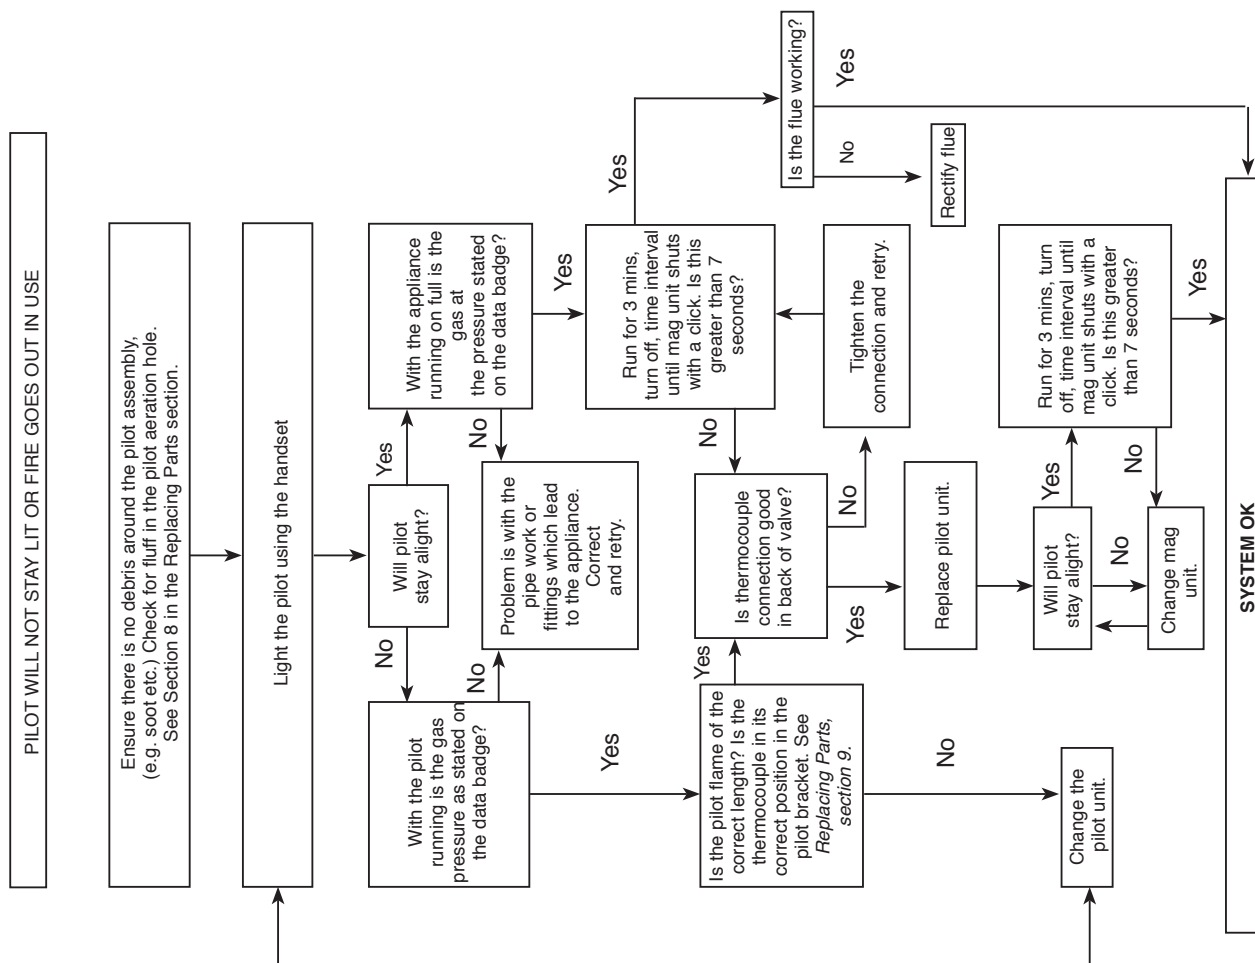 PILOT WILL NOT STAY LIT OR FIRE GOES OUT IN USE
Ensure there is no debris around the pilot assembly,
(e.g. soot etc.) Check for fluff in the pilot aeration hole.
See Section 8 in the Replacing Parts section.
Light the pilot using the handset
Will pilot
stay alight?
No
Yes
With the pilot
running is the gas
pressure as stated on
the data badge?
With the appliance
running on full is the
gas at
the pressure stated
on the data badge?
No
No
Problem is with the
pipe work or
fittings which lead
to the appliance.
Correct
and retry.
Yes
Yes
Is the pilot flame of the
correct length? Is the
thermocouple in its
correct position in the
pilot bracket. See
Replacing Parts,
section 9.
Yes
Is thermocouple
connection good
in back of valve?
No
Run for 3 mins,
turn off, time interval
until mag unit shuts
with a click. Is this
greater than 7
seconds?
Yes
Is the flue working?
No
Yes
Rectify flue
Yes
No
Tighten the
connection and retry.
Replace pilot unit.
No
Change the
pilot unit.
Will pilot
stay alight?
Yes
No
Change mag
unit.
Run for 3 mins, turn
off, time interval until
mag unit shuts with a
click. Is this greater
than 7 seconds?
No
Yes
SYSTEM OK